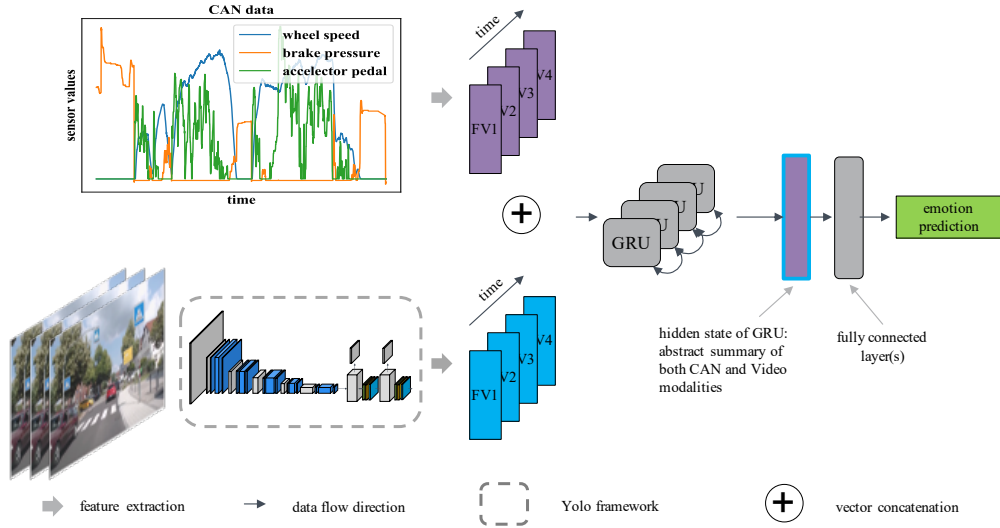 CAN data
wheel speed
brake pressure
accelector pedal
sensor values
time
time
FV1
V2
V3
V4
GRU
U
U
U
emotion
prediction
time
FV1
V2
V3
V4
hidden state of GRU:
abstract summary of
both CAN and Video
modalities
fully connected
layer(s)
feature extraction
data flow direction
Yolo framework
vector concatenation